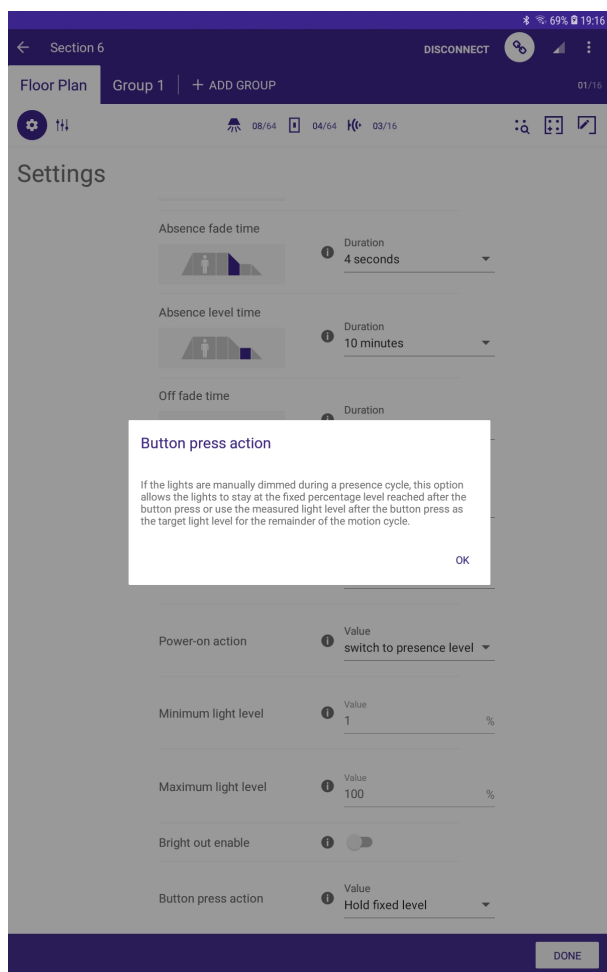 69% 19:16
Section 6
DISCONNECT
Floor Plan Group 1 + ADD GROUP 01/16
08/64 04/64 03/16
Settings
Absence fade time
Duration
4 seconds
Absence level time
Duration
10 minutes
Off fade time
Duration
Button press action
If the lights are manually dimmed during a presence cycle, this option
allows the lights to stay at the fixed percentage level reached after the
button press or use the measured light level after the button press as
the target light level for the remainder of the motion cycle.
OK
Power-on action
Value
switch to presence level
Minimum light level
Value
1 %
Maximum light level
Value
100 %
Bright out enable
Button press action
Value
Hold fixed level
DONE